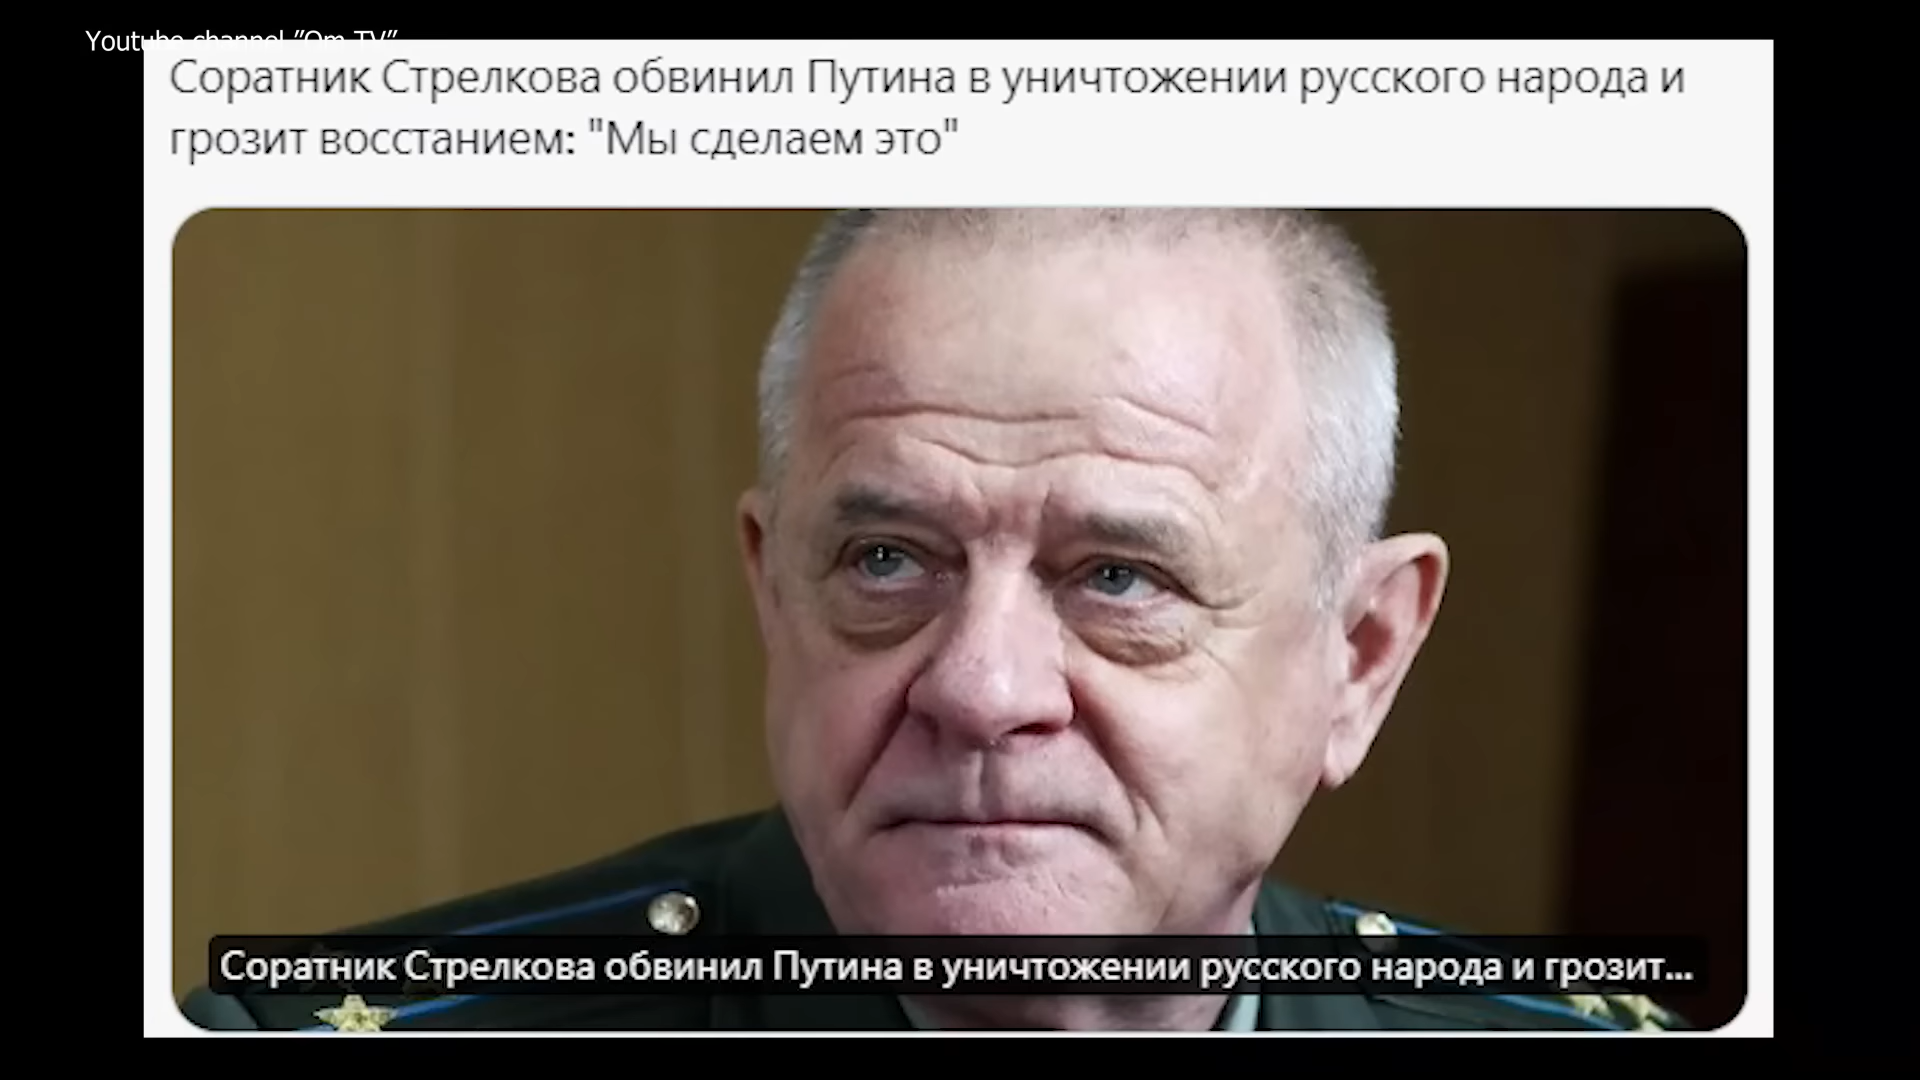 Youtube channel "Om TV"
Соратник Стрелкова обвинил Путина в уничтожении русского народа и
грозит восстанием: "Мы сделаем это"
Соратник Стрелкова обвинил Путина в уничтожении русского народа и грозит...